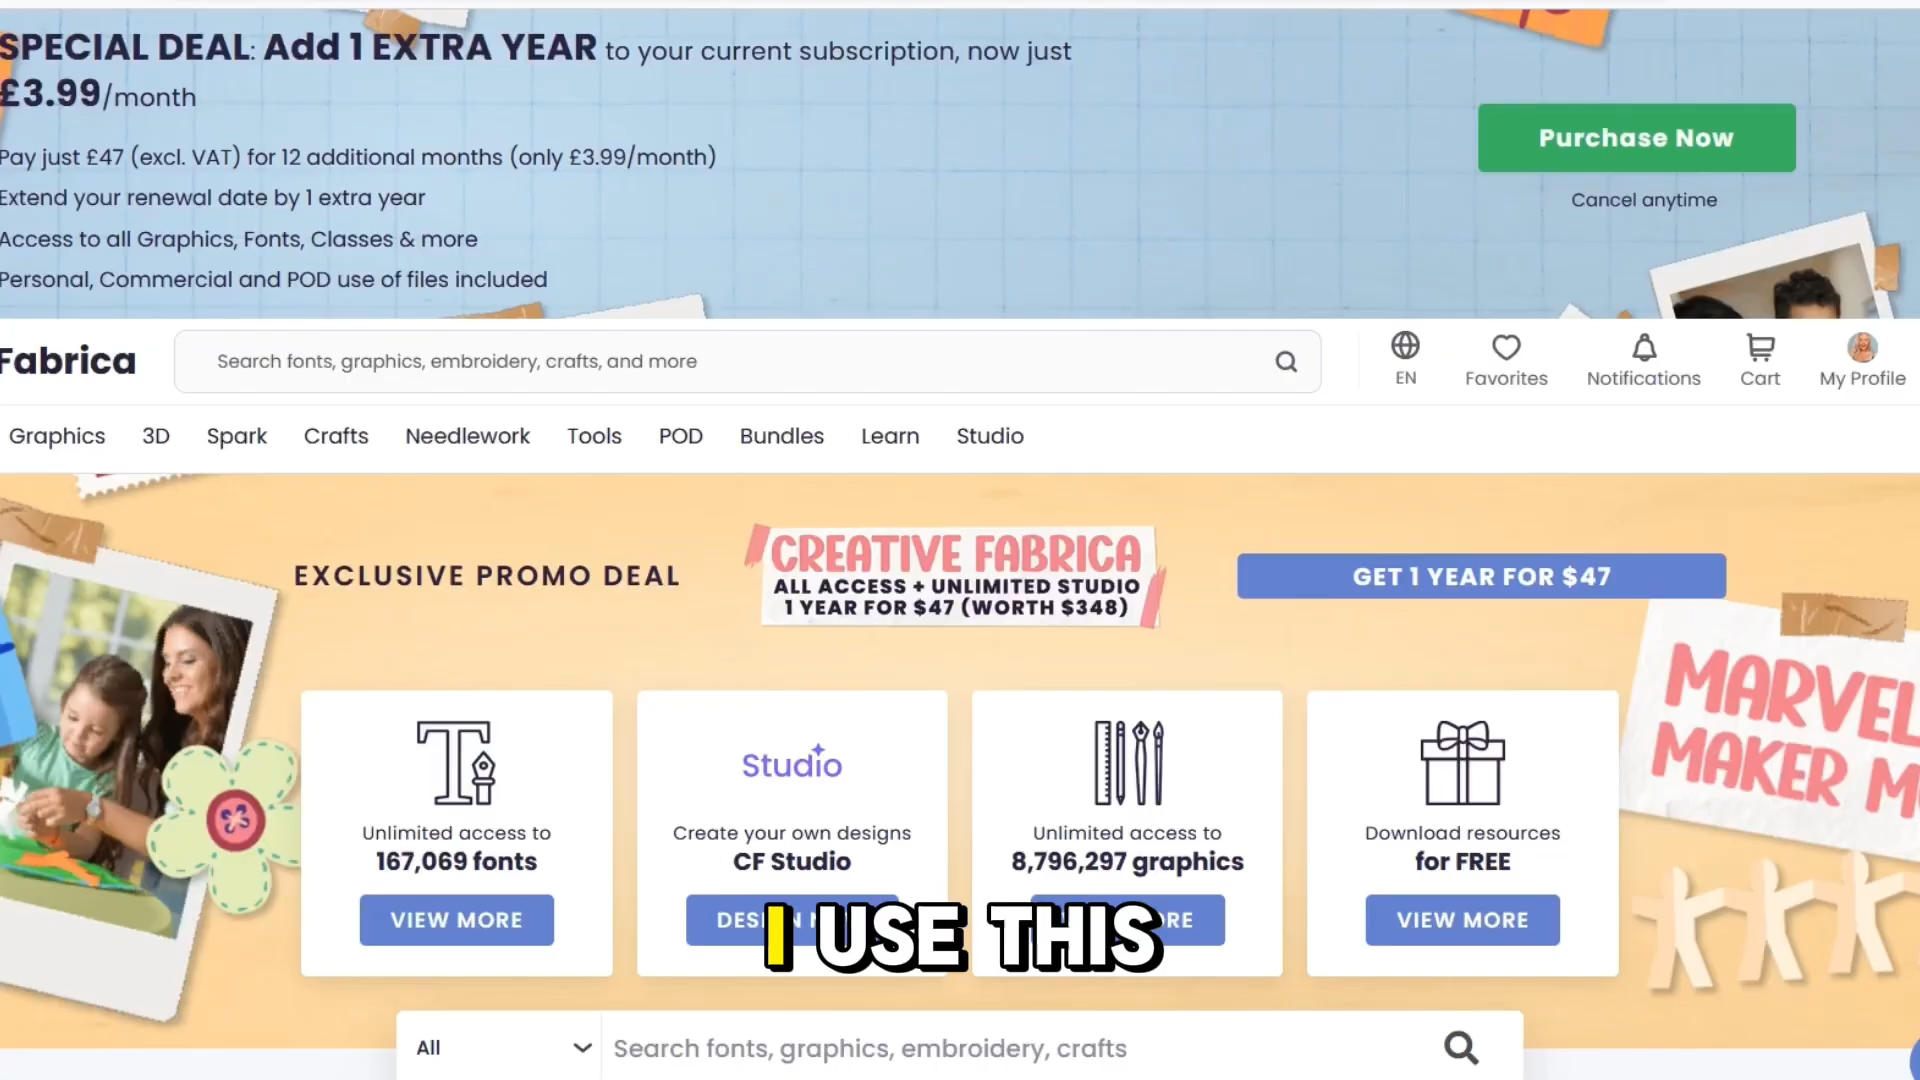 SPECIAL DEAL: Add 1 EXTRA YEAR to your current subscription, now just
£3.99/month
Pay just £47 (excl. VAT) for 12 additional months (only £3.99/month)
Extend your renewal date by 1 extra year
Access to all Graphics, Fonts, Classes & more
Personal, Commercial and POD use of files included
Purchase Now
Cancel anytime
Fabrica
Search fonts, graphics, embroidery, crafts, and more
EN
Favorites
Notifications
Cart
My Profile
Graphics 3D Spark Crafts Needlework Tools POD Bundles Learn Studio
EXCLUSIVE PROMO DEAL
CREATIVE FABRICA
ALL ACCESS + UNLIMITED STUDIO
1 YEAR FOR $47 (WORTH $348)
GET 1 YEAR FOR $47
MARVEL
MAKER M
Unlimited access to
167,069 fonts
VIEW MORE
Studio
Create your own designs
CF Studio
Unlimited access to
8,796,297 graphics
Download resources
for FREE
VIEW MORE
I USE THIS
All
Search fonts, graphics, embroidery, crafts